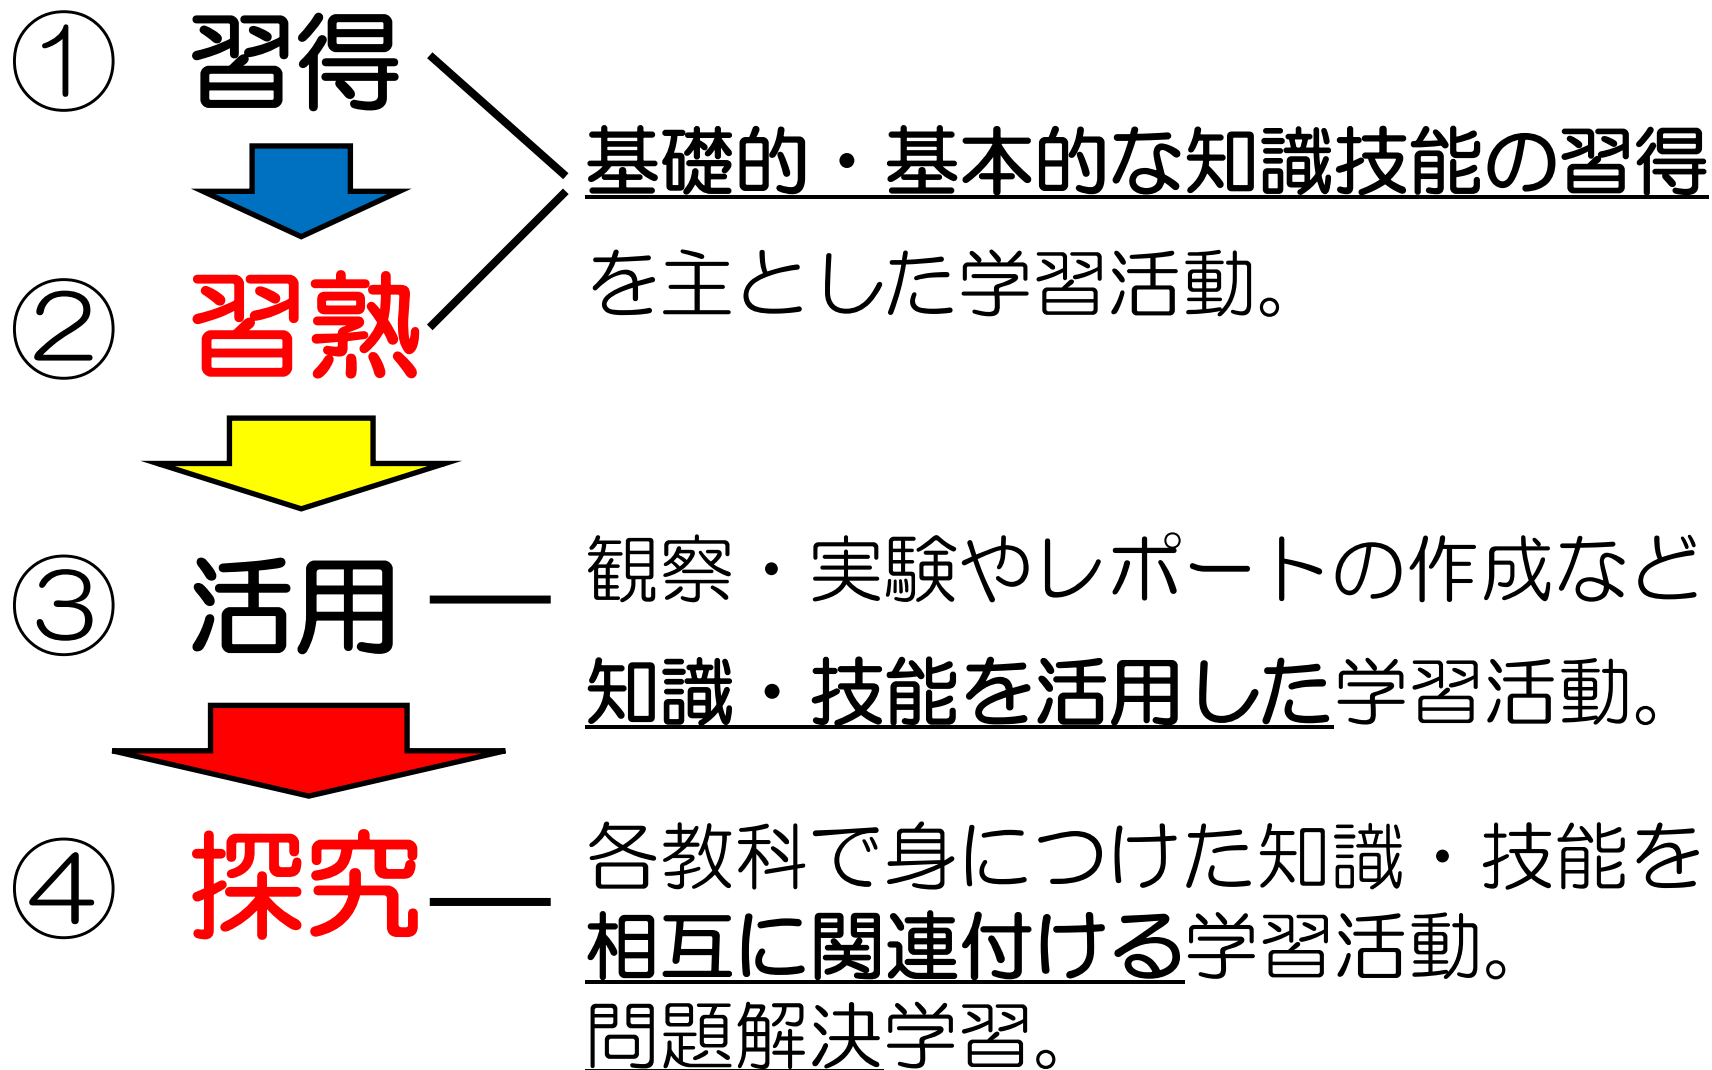 ① 習得
基礎的・基本的な知識技能の習得
を主とした学習活動。
② 習熟
③ 活用
観察・実験やレポートの作成など
知識・技能を活用した学習活動。
④ 探究
各教科で身につけた知識・技能を
相互に関連付ける学習活動。
問題解決学習。